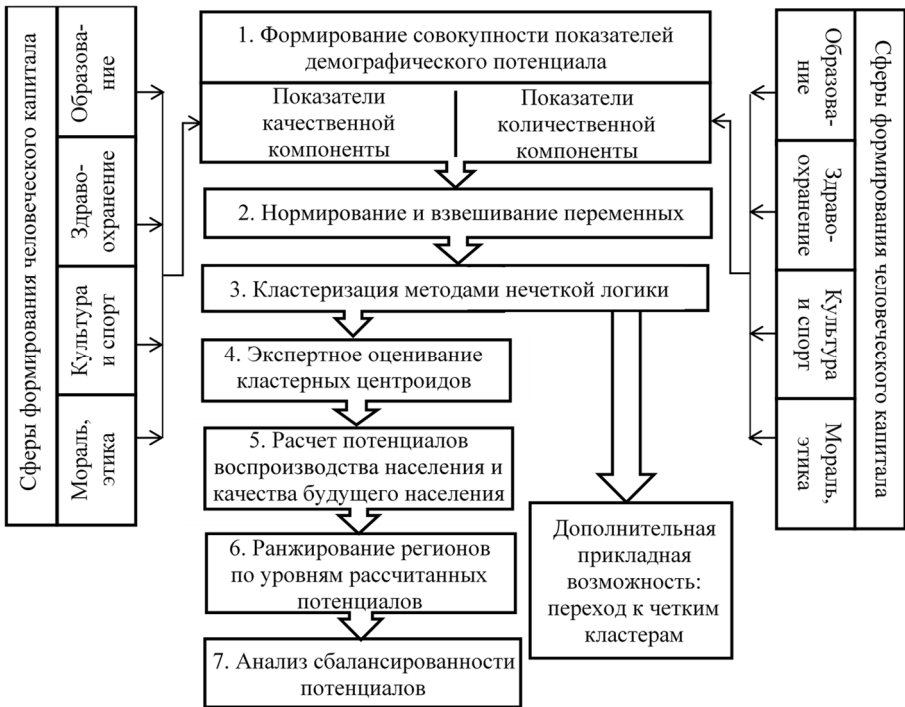 Сферы формирования человеческого капитала
Образова-
ние
Здраво-
охранение
Культура
и спорт
Мораль,
этика
1. Формирование совокупности показателей
демографического потенциала
Показатели
качественной
компоненты
Показатели
количественной
компоненты
2. Нормирование и взвешивание переменных
3. Кластеризация методами нечеткой логики
4. Экспертное оценивание
кластерных центроидов
5. Расчет потенциалов
воспроизводства населения и
качества будущего населения
6. Ранжирование регионов
по уровням рассчитанных
потенциалов
7. Анализ сбалансированности
потенциалов
Дополнительная
прикладная
возможность:
переход к четким
кластерам
Образова-
ние
Здраво-
охранение
Культура
и спорт
Мораль,
этика
Сферы формирования человеческого капитала